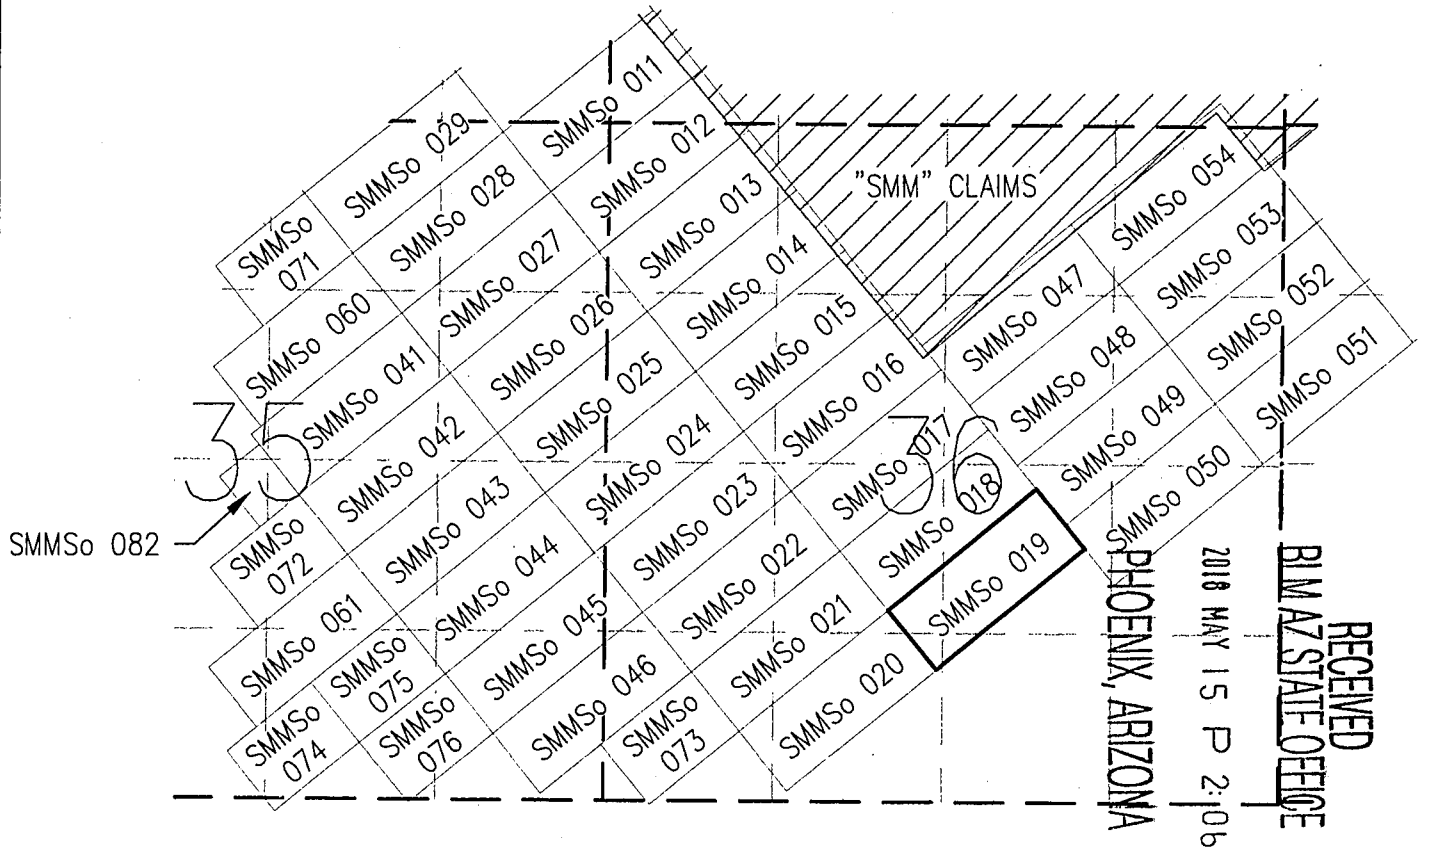 SMMSo 011
SMMSo 012
SMMSo 013
SMMSo 014
SMMSo 015
SMMSo 016
SMMSo 017
SMMSo 018
SMMSo 019
SMMSo 020
SMMSo 029
SMMSo 028
SMMSo 027
SMMSo 026
SMMSo 025
SMMSo 024
SMMSo 023
SMMSo 022
SMMSo 021
SMMSo
071
SMMSo 060
SMMSo 041
SMMSo 042
SMMSo 043
SMMSo 044
SMMSo 045
SMMSo 046
SMMSo
073
35
SMMSo 082
SMMSo
072
SMMSo 061
SMMSo
075
SMMSo
074
SMMSo
076
"SMM" CLAIMS
SMMSo 054
SMMSo 053
SMMSo 052
SMMSo 051
SMMSo 047
SMMSo 048
SMMSo 049
SMMSo 050
36
RECEIVED
BLM AZ STATE OFFICE
2018 MAY 15 P 2:06
PHOENIX, ARIZONA